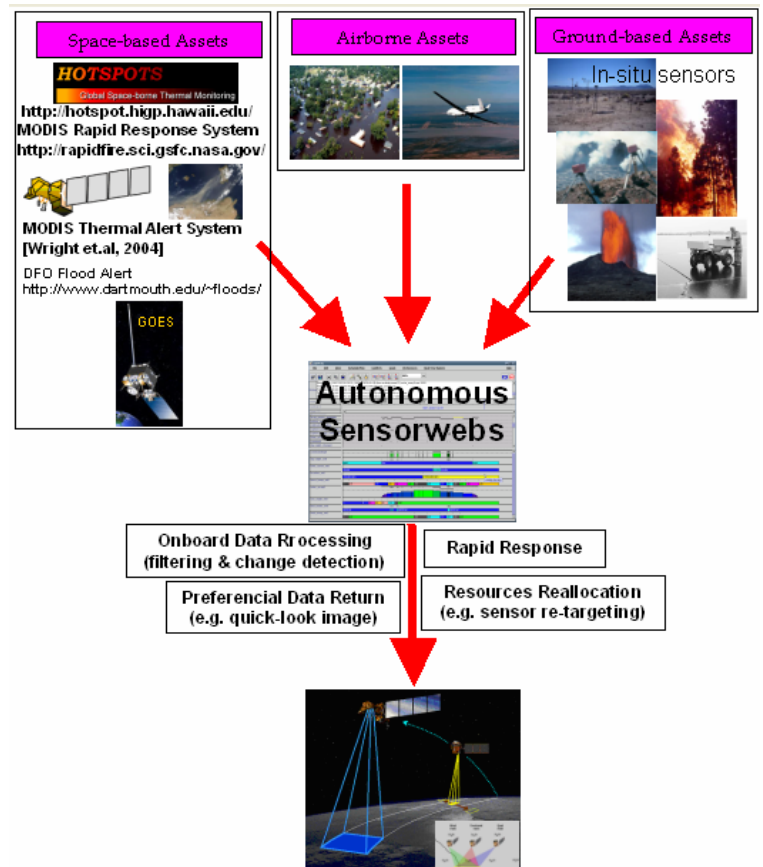 Space-based Assets
HOTSPOTS
Global Space-borne Thermal Monitoring
http://hotspot.higp.hawaii.edu/
MODIS Rapid Response System
http://rapidfire.sci.gsfc.nasa.gov/
MODIS Thermal Alert System
[Wright et.al, 2004]
DFO Flood Alert
http://www.dartmouth.edu/~floods/
GOES
Airborne Assets
Ground-based Assets
In-situ sensors
Autonomous
Sensorwebs
Onboard Data Rrocessing
(filtering & change detection)
Rapid Response
Preferencial Data Return
(e.g. quick-look image)
Resources Reallocation
(e.g. sensor re-targeting)